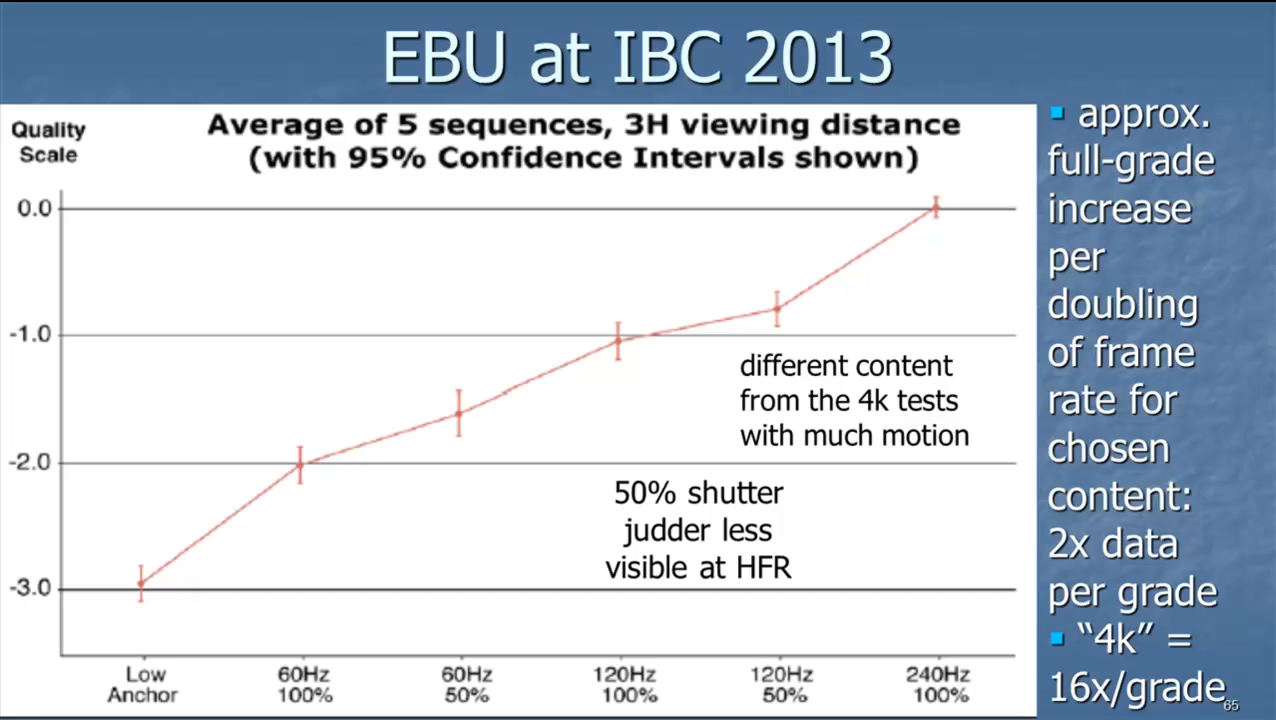 EBU at IBC 2013
Quality
Scale
Average of 5 sequences, 3H viewing distance
(with 95% Confidence Intervals shown)
0.0
-1.0
-2.0
-3.0
different content
from the 4k tests
with much motion
50% shutter
judder less
visible at HFR
Low
Anchor
60Hz
100%
60Hz
50%
120Hz
100%
120Hz
50%
240Hz
100%
▪ approx.
full-grade
increase
per
doubling
of frame
rate for
chosen
content:
2x data
per grade
▪ “4k” =
16x/grade
65